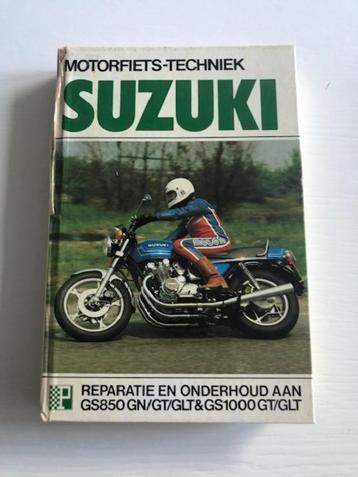 MOTORFIETS-TECHNIEK
SUZUKI
SUZUKI
REPARATIE EN ONDERHOUD AAN
GS850 GN/GT/GLT&GS1000 GT/GLT